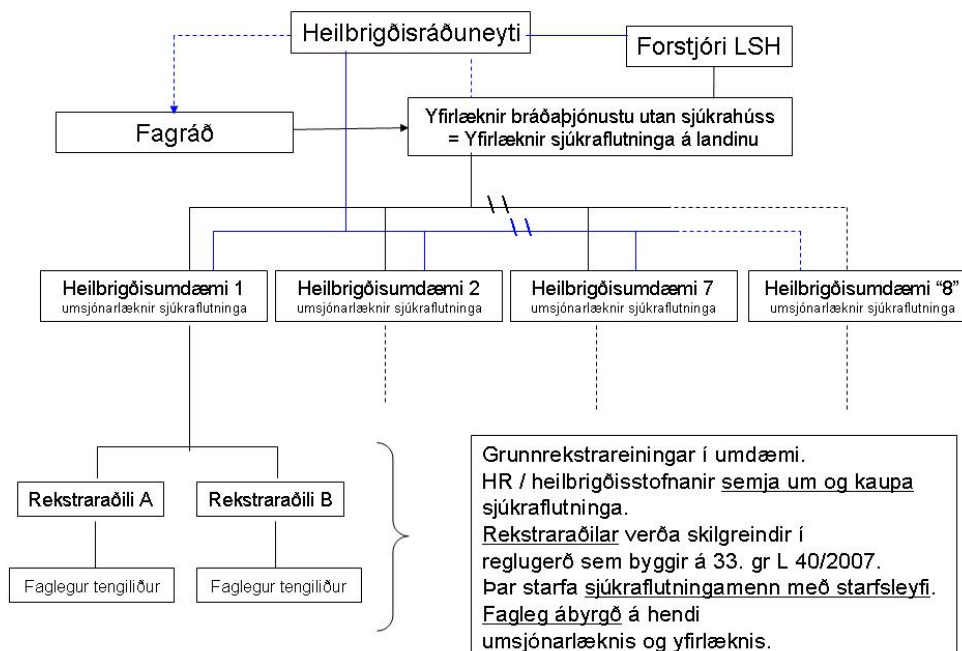 Heilbrigðisráðuneyti
Forstjóri LSH
Fagráð
Yfirlæknir bráðaþjónustu utan sjúkrahúss
= Yfirlæknir sjúkraflutninga á landinu
Heilbrigðisumdæmi 1
umsjónarlæknir sjúkraflutninga
Heilbrigðisumdæmi 2
umsjónarlæknir sjúkraflutninga
Heilbrigðisumdæmi 7
umsjónarlæknir sjúkraflutninga
Heilbrigðisumdæmi “8”
umsjónarlæknir sjúkraflutninga
Rekstraraðili A
Rekstraraðili B
Faglegur tengiliður
Faglegur tengiliður
Grunnrekstrareiningar í umdæmi.
HR / heilbrigðisstofnanir semja um og kaupa
sjúkraflutninga.
Rekstraraðilar verða skilgreindir í
reglugerð sem byggir á 33. gr L 40/2007.
Þar starfa sjúkraflutningamenn með starfsleyfi.
Fagleg ábyrgð á hendi
umsjónarlæknis og yfirlæknis.